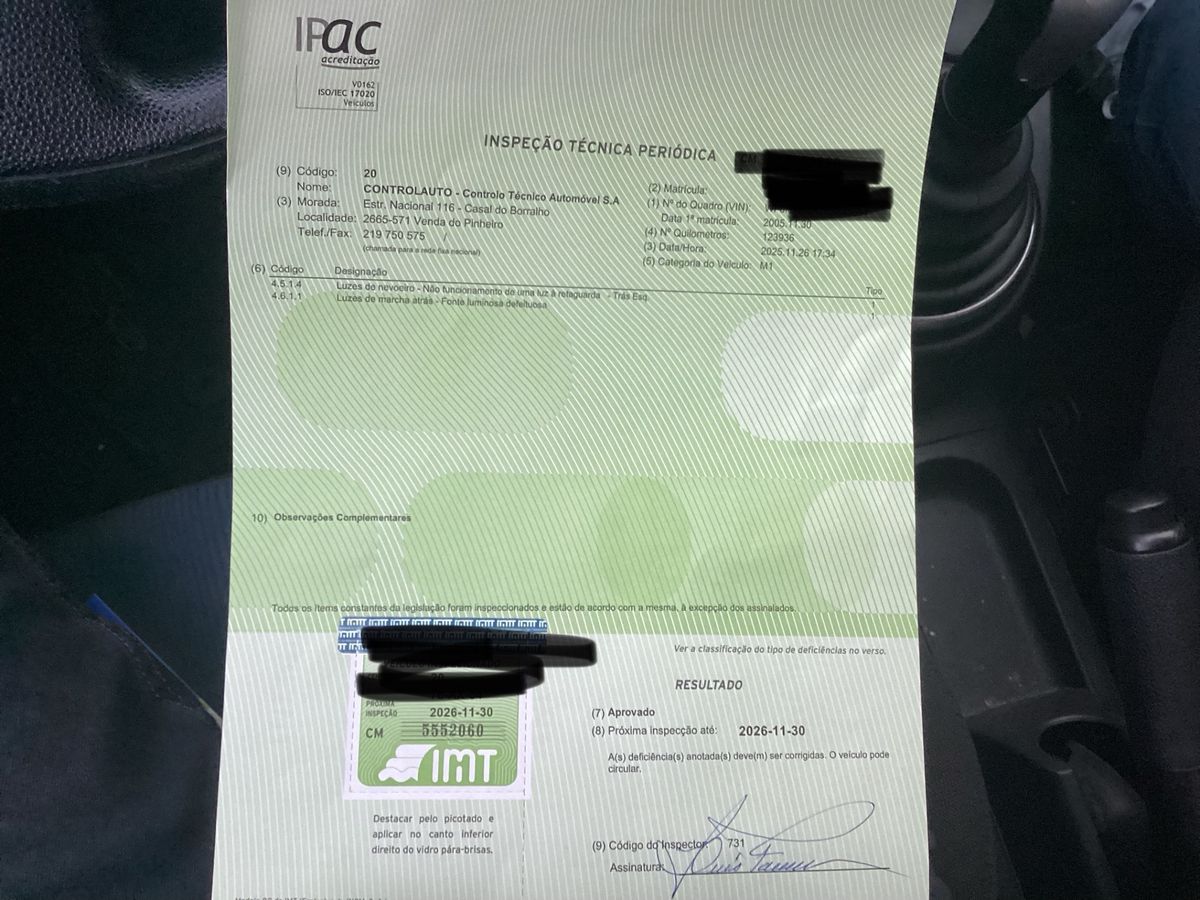 IPac
acreditação
V0162
ISO/IEC 17020
Veículos
INSPEÇÃO TÉCNICA PERIÓDICA
CM
(9) Código: 20
Nome: CONTROLAUTO - Controlo Técnico Automóvel S.A
(3) Morada: Estr. Nacional 116 - Casal do Borralho
Localidade: 2665-571 Venda do Pinheiro
Telef./Fax: 219 750 575 /
(chamada para a rede fixa nacional)
(2) Matrícula:
(1) Nº do Quadro (VIN):
Data 1ª matrícula: 2005.11.30
(4) Nº Quilometros: 123936
(3) Data/Hora: 2025.11.26 17:34
(5) Categoria do Veículo: M1
(6) Código Designação Tipo
4.5.1.4 Luzes de nevoeiro - Não funcionamento de uma luz à retaguarda - Trás Esq 1
4.6.1.1 Luzes de marcha atrás - Fonte luminosa defeituosa 1
10) Observações Complementares
Todos os Itens constantes da legislação foram inspeccionados e estão de acordo com a mesma, à excepção dos assinalados.
Ver a classificação do tipo de deficiências no verso.
PRÓXIMA
INSPEÇÃO 2026-11-30
CM 5552060
IMT
Destacar pelo picotado e
aplicar no canto inferior
direito do vidro pára-brisas.
RESULTADO
(7) Aprovado
(8) Próxima inspecção até: 2026-11-30
A(s) deficiência(s) anotada(s) deve(m) ser corrigidas. O veículo pode
circular.
(9) Código do Inspector: 731
Assinatura: